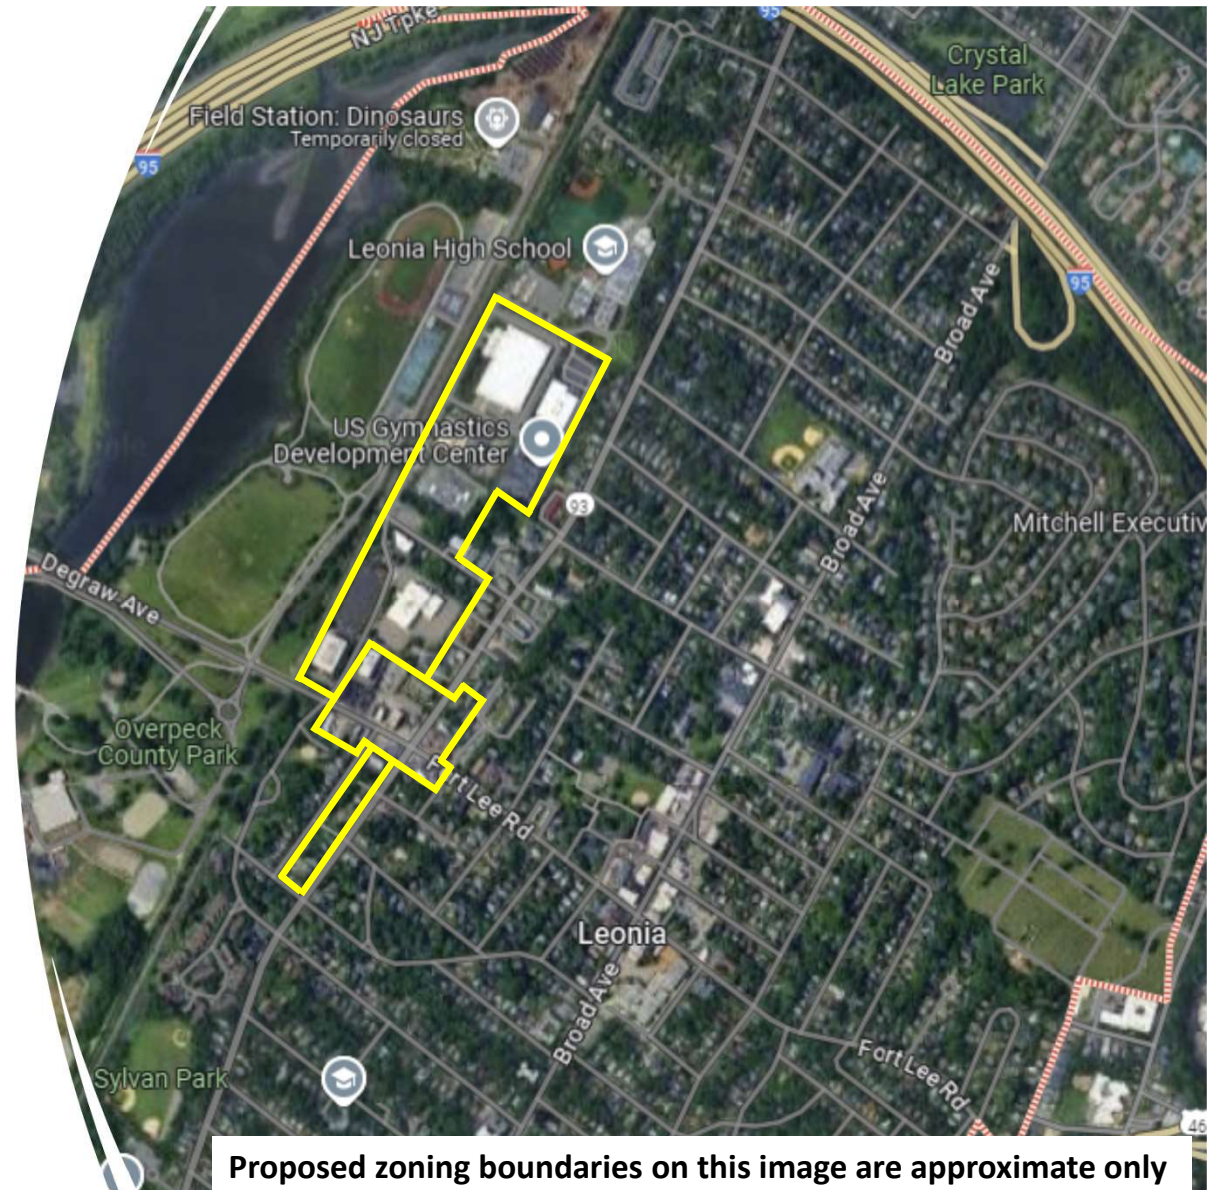 NJ Tpke
95
Crystal
Lake Park
Field Station: Dinosaurs
Temporarily closed
95
Leonia High School
95
Broad Ave
US Gymnastics
Development Center
93
Broad Ave
Mitchell Executiv
Degraw Ave
Overpeck
County Park
Fort Lee Rd
Leonia
Broad Ave
Fort Lee Rd
Sylvan Park
46
Proposed zoning boundaries on this image are approximate only